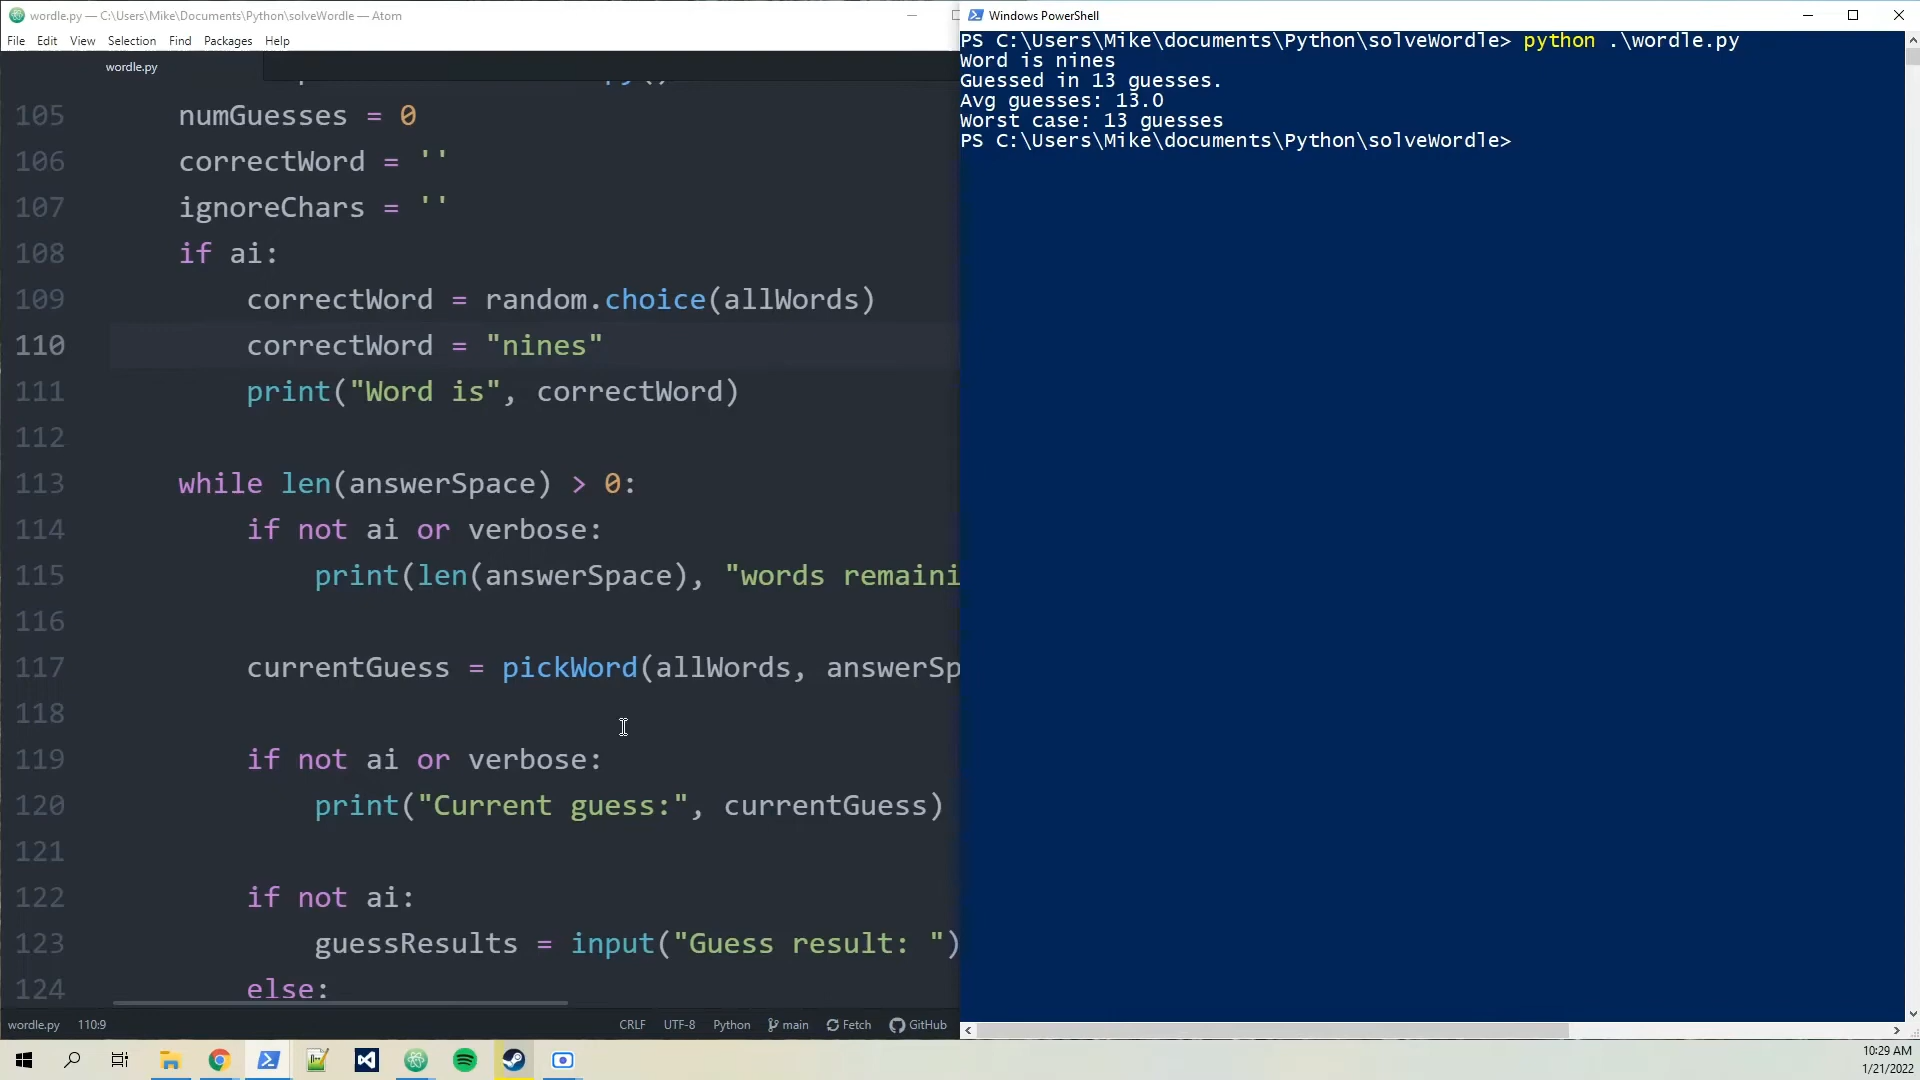 wordle.py — C:\Users\Mike\Documents\Python\solveWordle — Atom
File Edit View Selection Find Packages Help
wordle.py
105 numGuesses = 0
106 correctWord = ''
107 ignoreChars = ''
108 if ai:
109 correctWord = random.choice(allWords)
110 correctWord = "nines"
111 print("Word is", correctWord)
112
113 while len(answerSpace) > 0:
114 if not ai or verbose:
115 print(len(answerSpace), "words remaini
116
117 currentGuess = pickWord(allWords, answerSp
118
119 if not ai or verbose:
120 print("Current guess:", currentGuess)
121
122 if not ai:
123 guessResults = input("Guess result: ")
124 else:
wordle.py 110:9 CRLF UTF-8 Python main Fetch GitHub
Windows PowerShell
PS C:\Users\Mike\documents\Python\solveWordle> python .\wordle.py
Word is nines
Guessed in 13 guesses.
Avg guesses: 13.0
Worst case: 13 guesses
PS C:\Users\Mike\documents\Python\solveWordle>
10:29 AM
1/21/2022